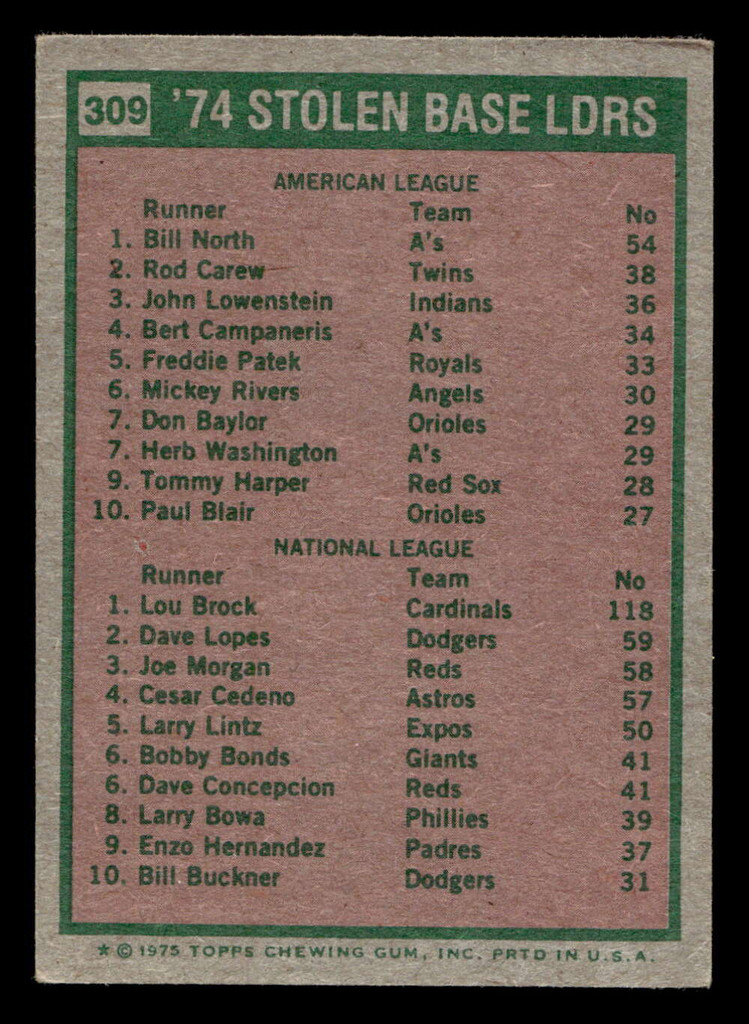 309 '74 STOLEN BASE LDRS
AMERICAN LEAGUE
Runner Team No
1. Bill North A's 54
2. Rod Carew Twins 38
3. John Lowenstein Indians 36
4. Bert Campaneris A's 34
5. Freddie Patek Royals 33
6. Mickey Rivers Angels 30
7. Don Baylor Orioles 29
7. Herb Washington A's 29
9. Tommy Harper Red Sox 28
10. Paul Blair Orioles 27
NATIONAL LEAGUE
Runner Team No
1. Lou Brock Cardinals 118
2. Dave Lopes Dodgers 59
3. Joe Morgan Reds 58
4. Cesar Cedeno Astros 57
5. Larry Lintz Expos 50
6. Bobby Bonds Giants 41
6. Dave Concepcion Reds 41
8. Larry Bowa Phillies 39
9. Enzo Hernandez Padres 37
10. Bill Buckner Dodgers 31
* © 1975 TOPPS CHEWING GUM, INC. PRTD IN U.S.A.